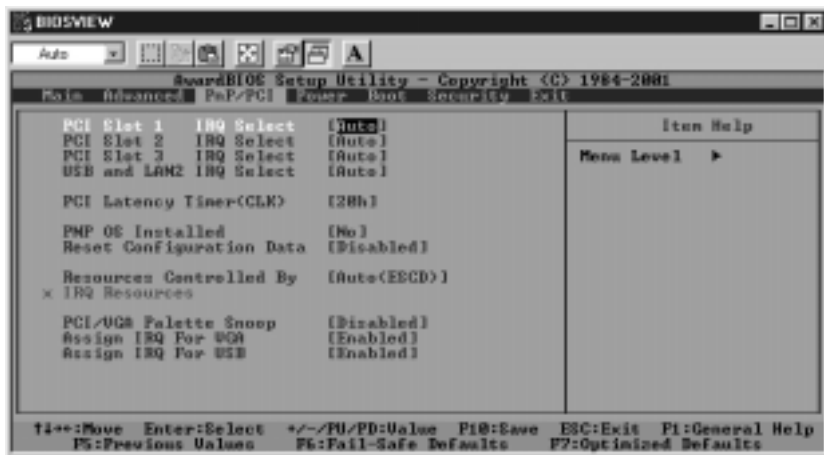 BIOSVIEW
Auto
A
AwardBIOS Setup Utility - Copyright (C) 1984-2001
Main Advanced PnP/PCI Power Boot Security Exit
PCI Slot 1 IRQ Select [Auto]
Item Help
PCI Slot 2 IRQ Select [Auto]
PCI Slot 3 IRQ Select [Auto]
Menu Level ▶
USB and LAN2 IRQ Select [Auto]
PCI Latency Timer(CLK) [20h]
PNP OS Installed [No]
Reset Configuration Data [Disabled]
Resources Controlled By [Auto(ESCD)]
x IRQ Resources
PCI/VGA Palette Snoop [Disabled]
Assign IRQ For VGA [Enabled]
Assign IRQ For USB [Enabled]
↑↓→←:Move Enter:Select +/-/PU/PD:Value F10:Save ESC:Exit F1:General Help
F5:Previous Values F6:Fail-Safe Defaults F7:Optimized Defaults